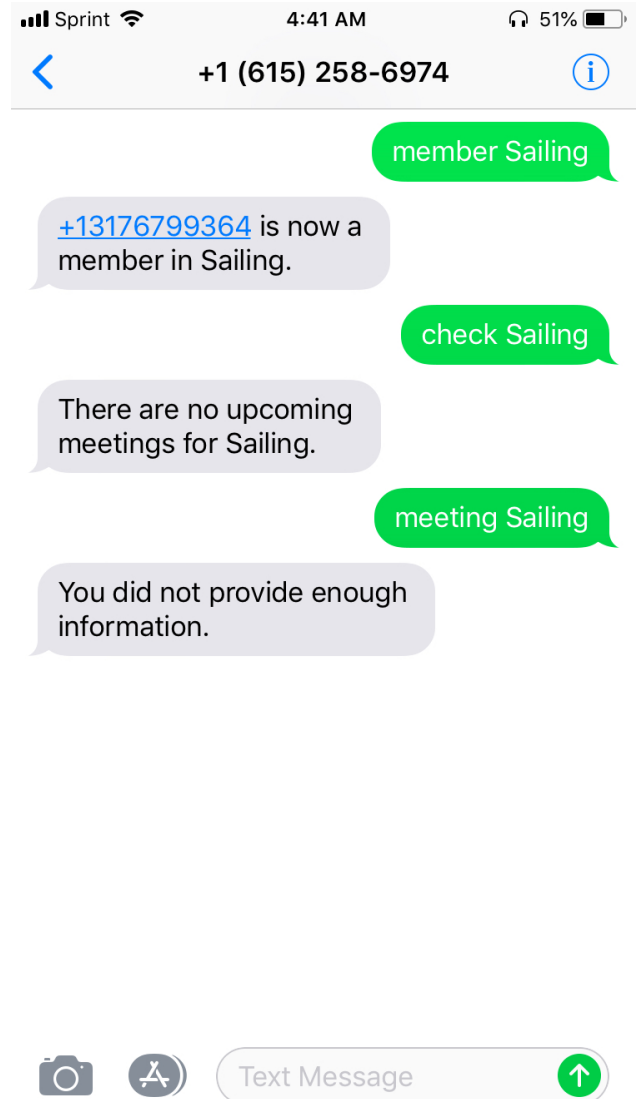 Sprint 4:41 AM 51%
+1 (615) 258-6974
member Sailing
+13176799364 is now a
member in Sailing.
check Sailing
There are no upcoming
meetings for Sailing.
meeting Sailing
You did not provide enough
information.
Text Message